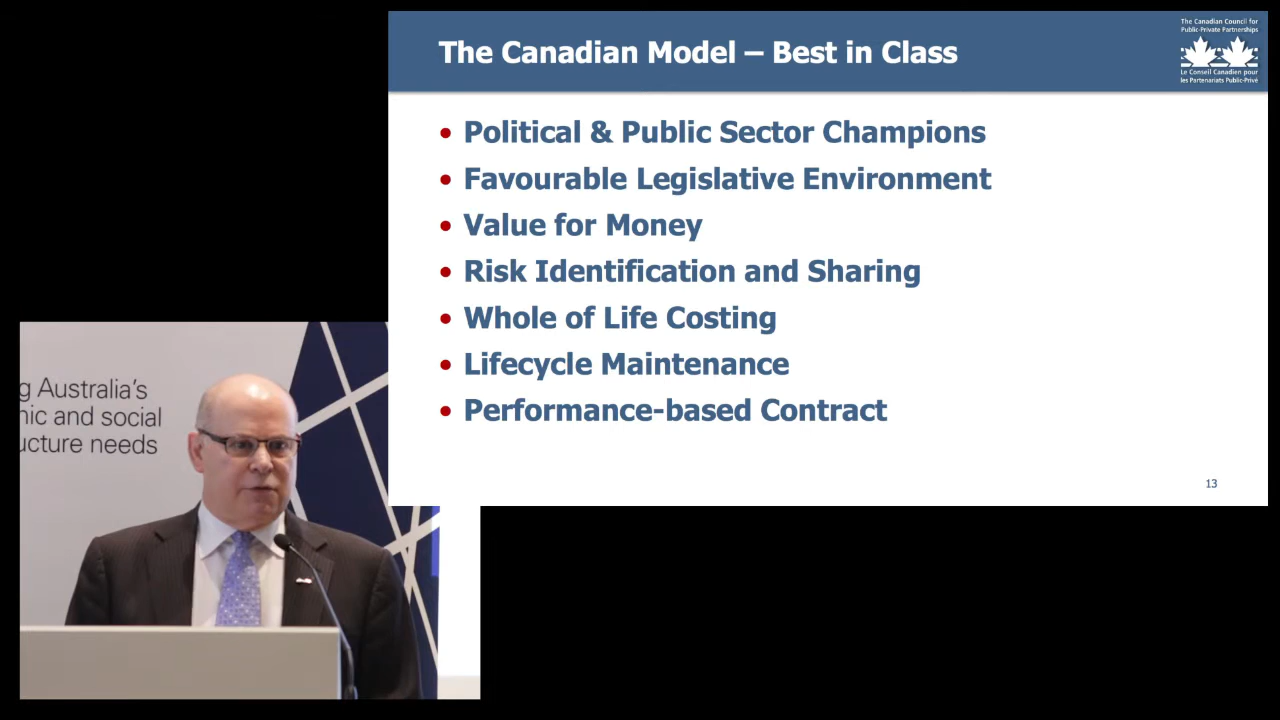 The Canadian Model – Best in Class
The Canadian Council for
Public-Private Partnerships
Le Conseil Canadien pour
les Partenariats Public-Privé
• Political & Public Sector Champions
• Favourable Legislative Environment
• Value for Money
• Risk Identification and Sharing
• Whole of Life Costing
• Lifecycle Maintenance
• Performance-based Contract
13
g Australia's
nic and social
ucture needs